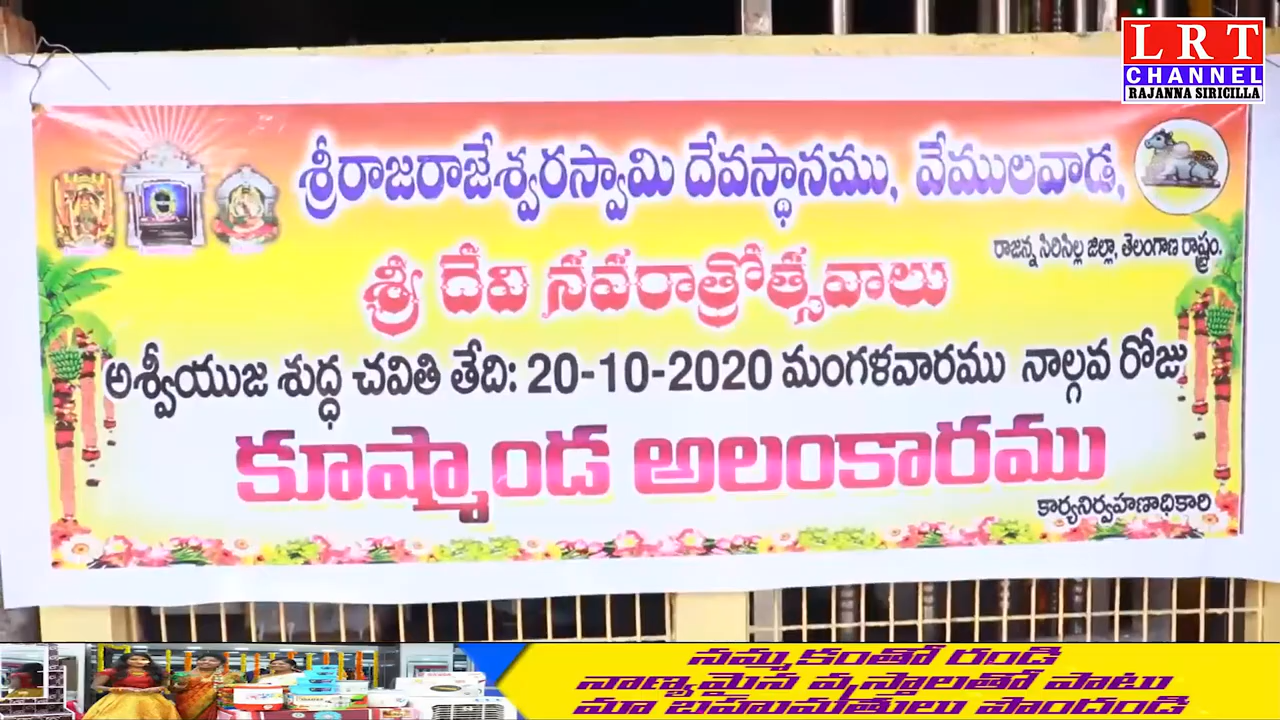 L R T
CHANNEL
RAJANNA SIRICILLA
శ్రీరాజరాజేశ్వరస్వామి దేవస్థానము, వేములవాడ,
రాజన్న సిరిసిల్ల జిల్లా, తెలంగాణ రాష్ట్రం.
శ్రీ దేవి నవరాత్రోత్సవాలు
అశ్వీయుజ శుద్ధ చవితి తేది: 20-10-2020 మంగళవారము నాల్గవ రోజు
కూష్మాండ అలంకారము
కార్యనిర్వహణాధికారి
నమ్మకంతో రండి
నాణ్యమైన వస్త్రాలతో పాటు
మా బహుమతులు పొందండి